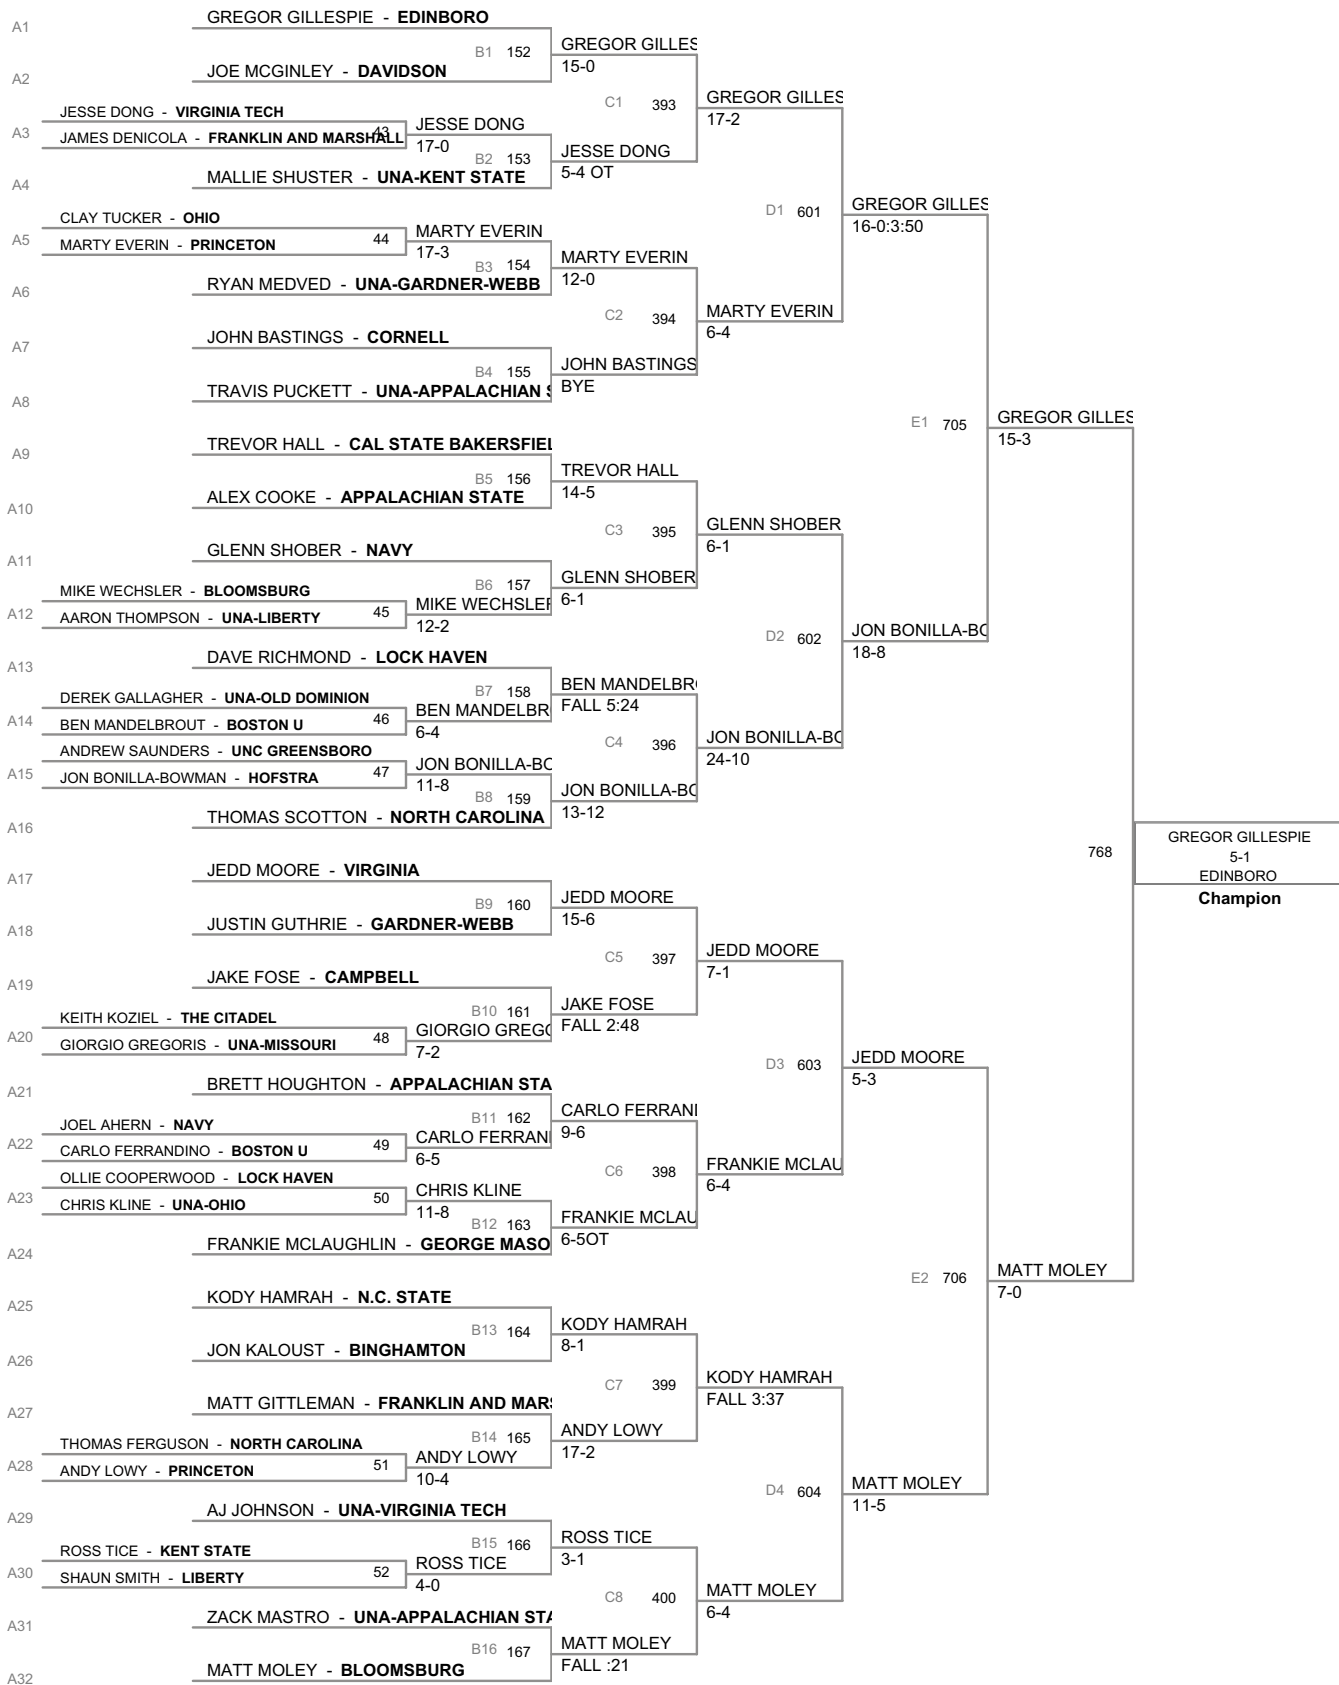 A1
GREGOR GILLESPIE - EDINBORO
B1 152
GREGOR GILLES
15-0
A2
JOE MCGINLEY - DAVIDSON
C1 393
GREGOR GILLES
17-2
JESSE DONG - VIRGINIA TECH
A3
43
JESSE DONG
17-0
JAMES DENICOLA - FRANKLIN AND MARSHALL
B2 153
JESSE DONG
5-4 OT
A4
MALLIE SHUSTER - UNA-KENT STATE
D1 601
GREGOR GILLES
16-0:3:50
CLAY TUCKER - OHIO
A5
44
MARTY EVERIN
17-3
MARTY EVERIN - PRINCETON
B3 154
MARTY EVERIN
12-0
A6
RYAN MEDVED - UNA-GARDNER-WEBB
C2 394
MARTY EVERIN
6-4
A7
JOHN BASTINGS - CORNELL
B4 155
JOHN BASTINGS
BYE
A8
TRAVIS PUCKETT - UNA-APPALACHIAN S
E1 705
GREGOR GILLES
15-3
A9
TREVOR HALL - CAL STATE BAKERSFIEL
B5 156
TREVOR HALL
14-5
A10
ALEX COOKE - APPALACHIAN STATE
C3 395
GLENN SHOBER
6-1
A11
GLENN SHOBER - NAVY
B6 157
GLENN SHOBER
6-1
MIKE WECHSLER - BLOOMSBURG
A12
45
MIKE WECHSLER
12-2
AARON THOMPSON - UNA-LIBERTY
D2 602
JON BONILLA-BO
18-8
A13
DAVE RICHMOND - LOCK HAVEN
B7 158
BEN MANDELBR
FALL 5:24
DEREK GALLAGHER - UNA-OLD DOMINION
A14
46
BEN MANDELBR
6-4
BEN MANDELBROUT - BOSTON U
C4 396
JON BONILLA-BO
24-10
ANDREW SAUNDERS - UNC GREENSBORO
A15
47
JON BONILLA-BO
11-8
JON BONILLA-BOWMAN - HOFSTRA
B8 159
JON BONILLA-BO
13-12
A16
THOMAS SCOTTON - NORTH CAROLINA
768
GREGOR GILLESPIE
5-1
EDINBORO
Champion
A17
JEDD MOORE - VIRGINIA
B9 160
JEDD MOORE
15-6
A18
JUSTIN GUTHRIE - GARDNER-WEBB
C5 397
JEDD MOORE
7-1
A19
JAKE FOSE - CAMPBELL
B10 161
JAKE FOSE
FALL 2:48
KEITH KOZIEL - THE CITADEL
A20
48
GIORGIO GREGO
7-2
GIORGIO GREGORIS - UNA-MISSOURI
D3 603
JEDD MOORE
5-3
A21
BRETT HOUGHTON - APPALACHIAN STA
B11 162
CARLO FERRANI
9-6
JOEL AHERN - NAVY
A22
49
CARLO FERRANI
6-5
CARLO FERRANDINO - BOSTON U
C6 398
FRANKIE MCLAU
6-4
OLLIE COOPERWOOD - LOCK HAVEN
A23
50
CHRIS KLINE
11-8
CHRIS KLINE - UNA-OHIO
B12 163
FRANKIE MCLAU
6-5OT
A24
FRANKIE MCLAUGHLIN - GEORGE MASO
E2 706
MATT MOLEY
7-0
A25
KODY HAMRAH - N.C. STATE
B13 164
KODY HAMRAH
8-1
A26
JON KALOUST - BINGHAMTON
C7 399
KODY HAMRAH
FALL 3:37
A27
MATT GITTLEMAN - FRANKLIN AND MARS
B14 165
ANDY LOWY
17-2
THOMAS FERGUSON - NORTH CAROLINA
A28
51
ANDY LOWY
10-4
ANDY LOWY - PRINCETON
D4 604
MATT MOLEY
11-5
A29
AJ JOHNSON - UNA-VIRGINIA TECH
B15 166
ROSS TICE
3-1
ROSS TICE - KENT STATE
A30
52
ROSS TICE
4-0
SHAUN SMITH - LIBERTY
C8 400
MATT MOLEY
6-4
A31
ZACK MASTRO - UNA-APPALACHIAN STA
B16 167
MATT MOLEY
FALL :21
A32
MATT MOLEY - BLOOMSBURG